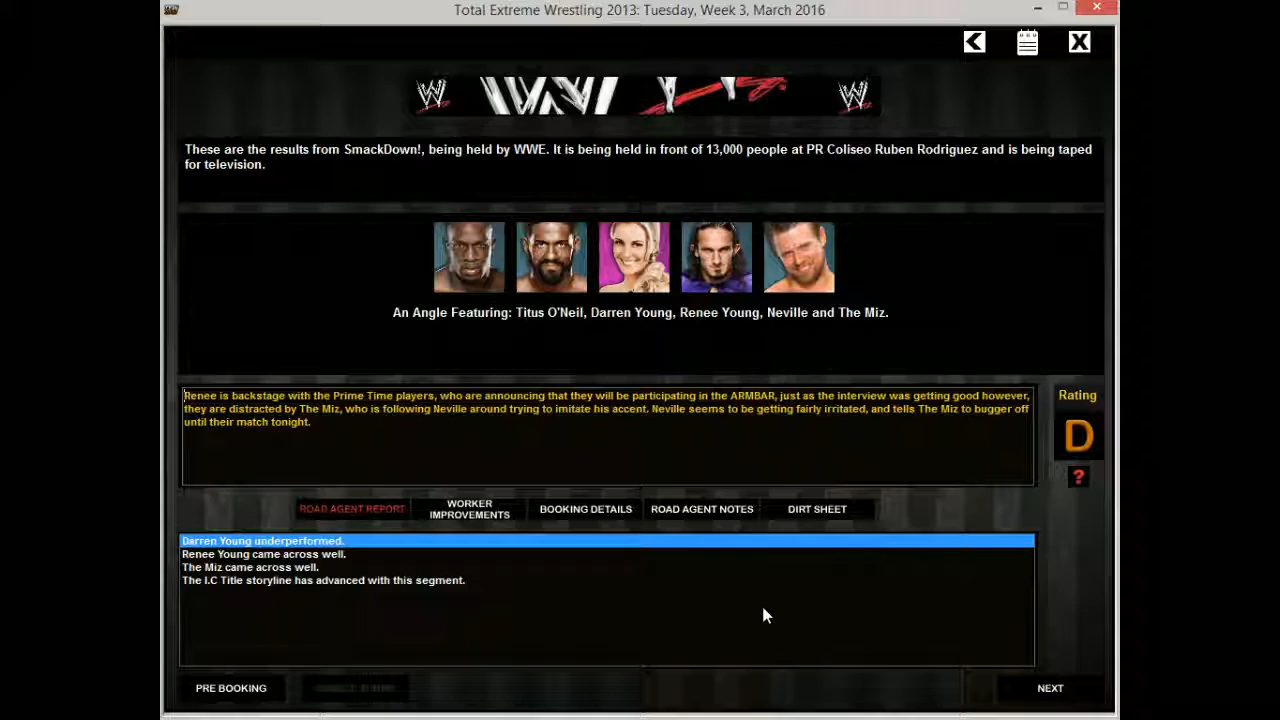 Total Extreme Wrestling 2013: Tuesday, Week 3, March 2016
These are the results from SmackDown!, being held by WWE. It is being held in front of 13,000 people at PR Coliseo Ruben Rodriguez and is being taped
for television.
An Angle Featuring: Titus O'Neil, Darren Young, Renee Young, Neville and The Miz.
Renee is backstage with the Prime Time players, who are announcing that they will be participating in the ARMBAR, just as the interview was getting good however,
they are distracted by The Miz, who is following Neville around trying to imitate his accent. Neville seems to be getting fairly irritated, and tells The Miz to bugger off
until their match tonight.
Rating
D
?
ROAD AGENT REPORT
WORKER
IMPROVEMENTS
BOOKING DETAILS
ROAD AGENT NOTES
DIRT SHEET
Darren Young underperformed.
Renee Young came across well.
The Miz came across well.
The I.C Title storyline has advanced with this segment.
PRE BOOKING
NEXT